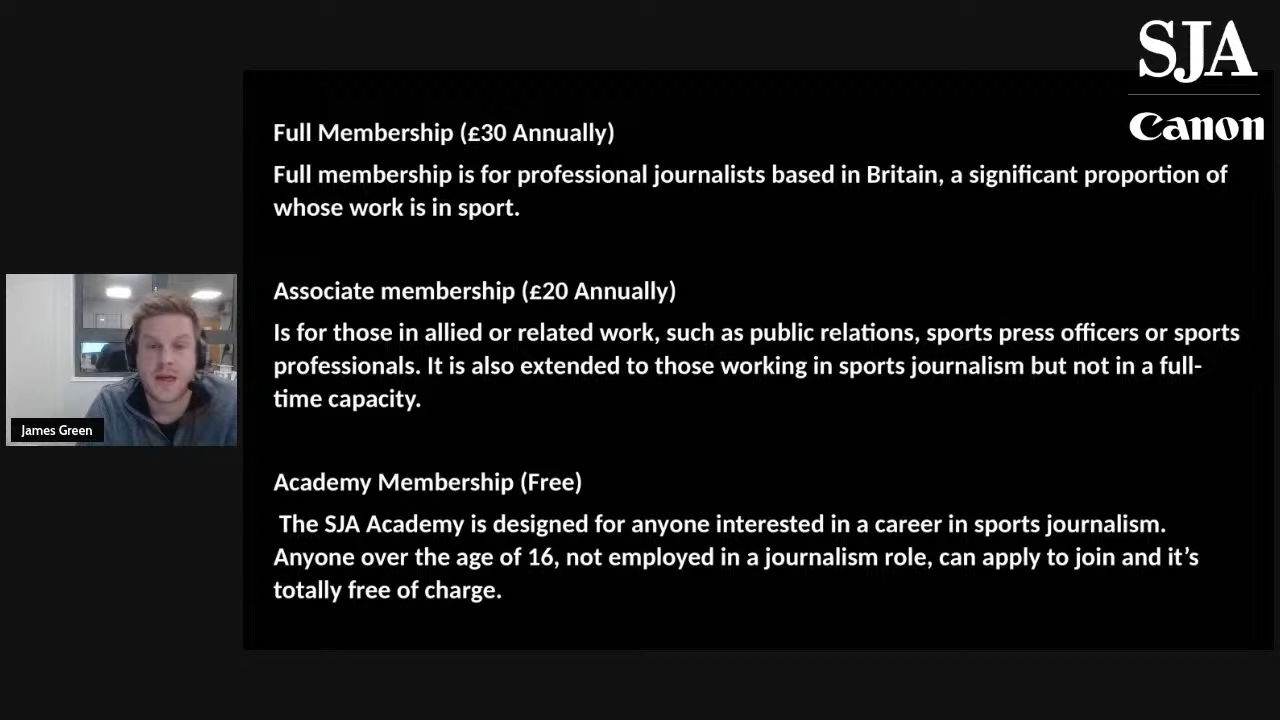 SJA
Canon
Full Membership (£30 Annually)
Full membership is for professional journalists based in Britain, a significant proportion of
whose work is in sport.
Associate membership (£20 Annually)
Is for those in allied or related work, such as public relations, sports press officers or sports
professionals. It is also extended to those working in sports journalism but not in a full-
time capacity.
James Green
Academy Membership (Free)
The SJA Academy is designed for anyone interested in a career in sports journalism.
Anyone over the age of 16, not employed in a journalism role, can apply to join and it’s
totally free of charge.